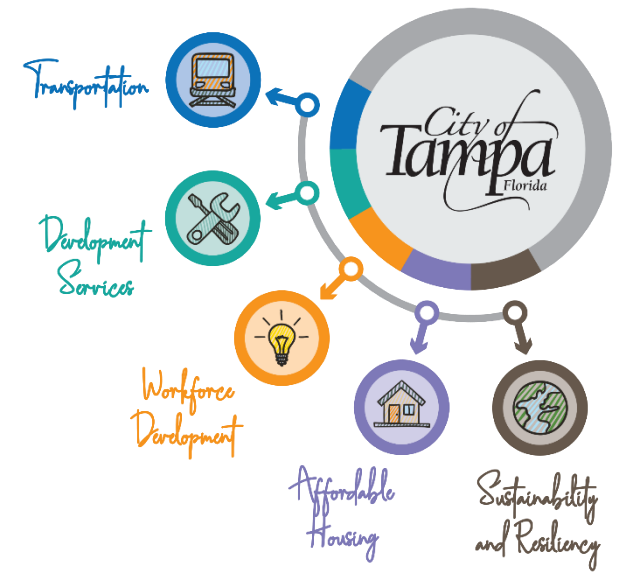 City of
Tampa
Florida
Transportation
Development
Services
Workforce
Development
Affordable
Housing
Sustainability
and Resiliency